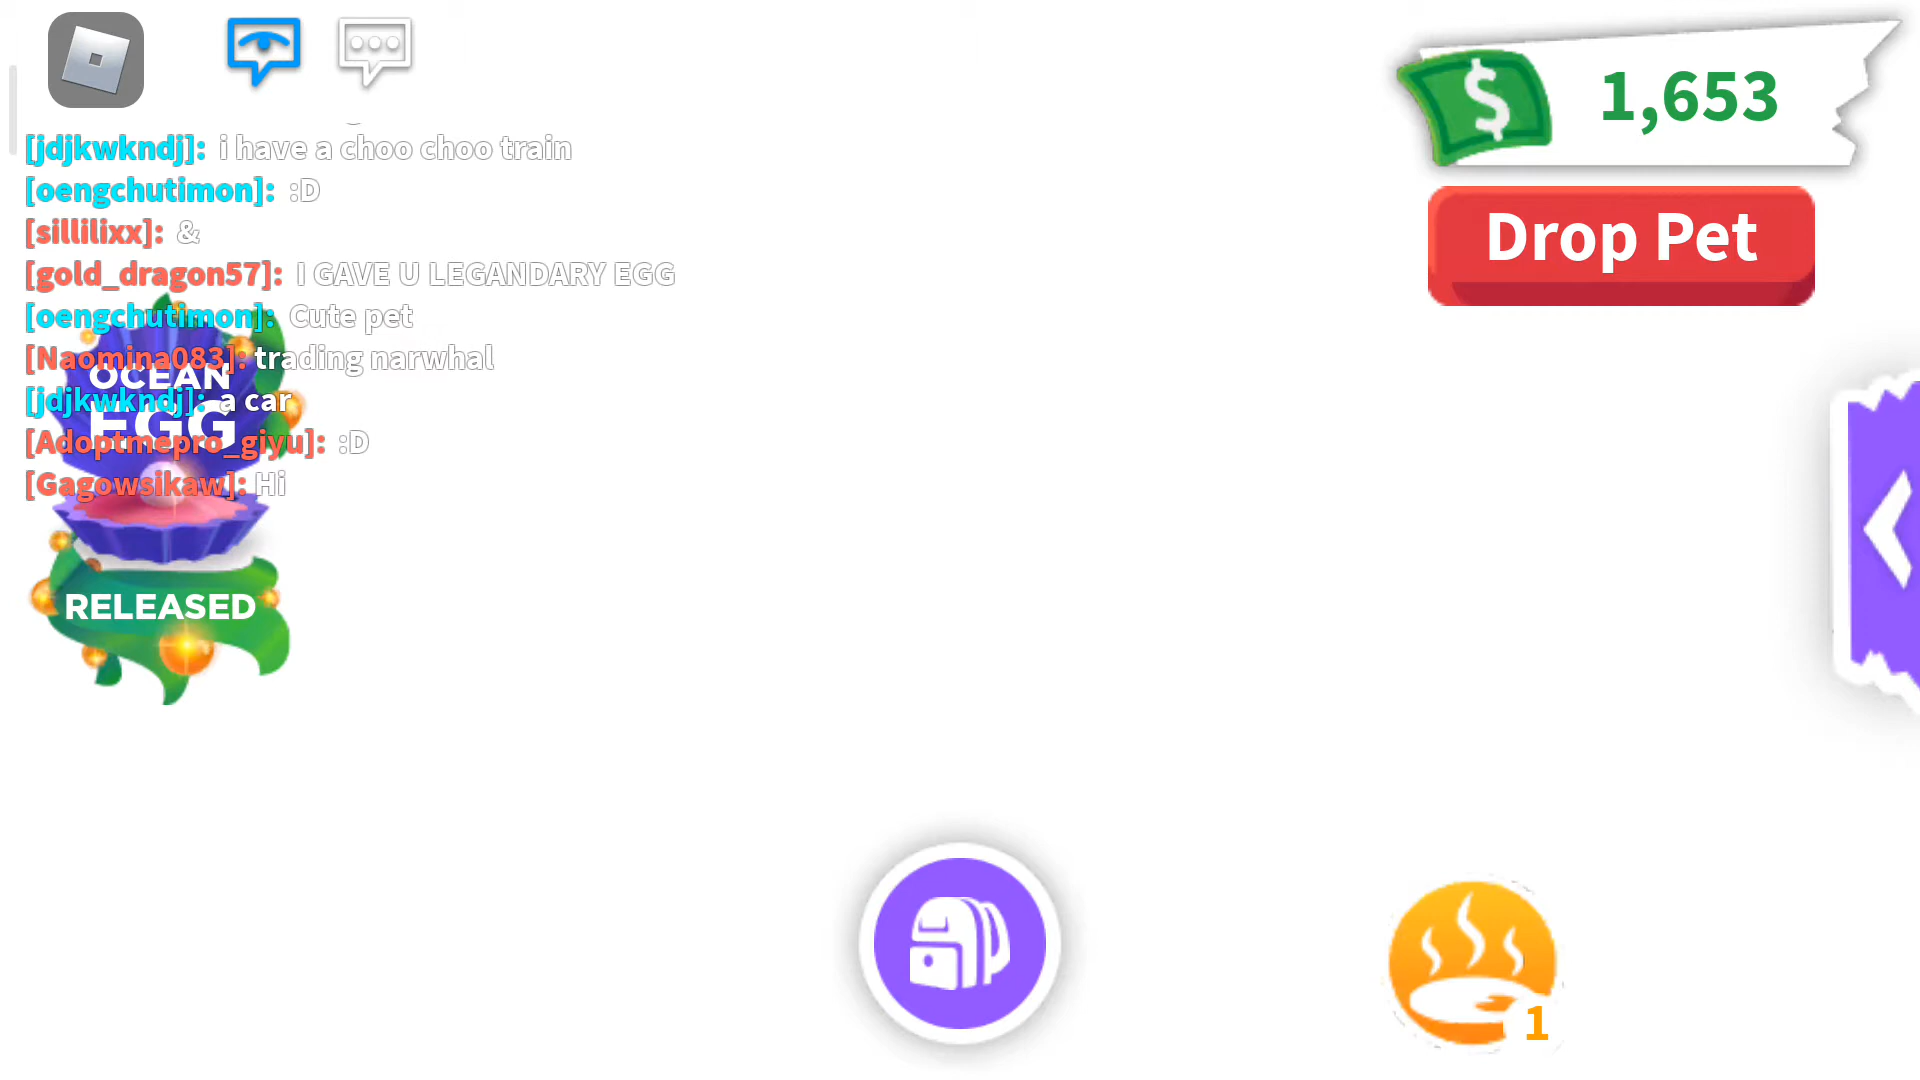 1,653
Drop Pet
[jdjkwkndj]: i have a choo choo train
[oengchutimon]: :D
[sillilixx]: &
[gold_dragon57]: I GAVE U LEGANDARY EGG
[oengchutimon]: Cute pet
[Naomina083]: trading narwhal
[jdjkwkndj]: a car
[Adoptmepro_giyu]: :D
[Gagowsikaw]: Hi
OCEAN
EGG
RELEASED
1